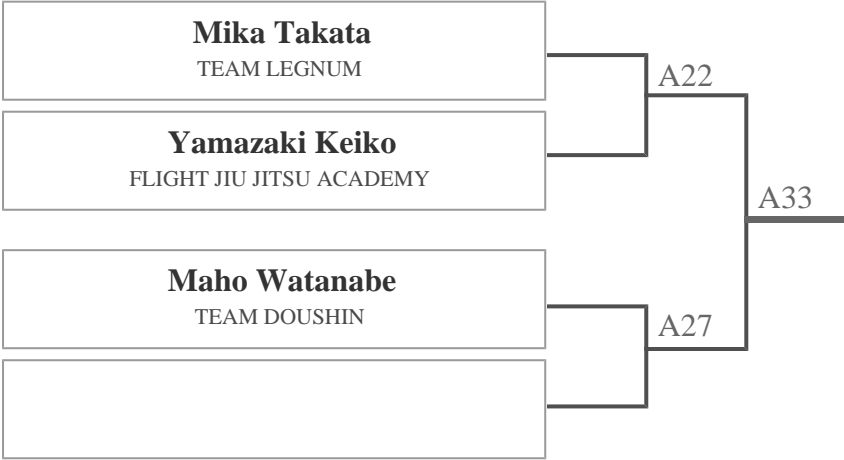 Mika Takata
TEAM LEGNUM
A22
Yamazaki Keiko
FLIGHT JIU JITSU ACADEMY
A33
Maho Watanabe
TEAM DOUSHIN
A27